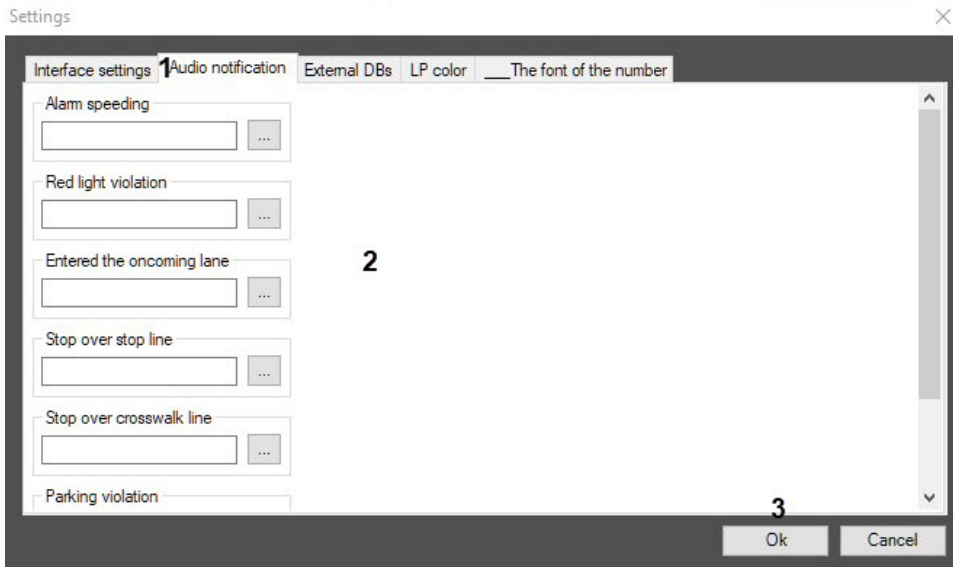 Settings
Interface settings 1 Audio notification External DBs LP color ___The font of the number
Alarm speeding
...
Red light violation
...
Entered the oncoming lane
2
...
Stop over stop line
...
Stop over crosswalk line
...
Parking violation
3
Ok Cancel